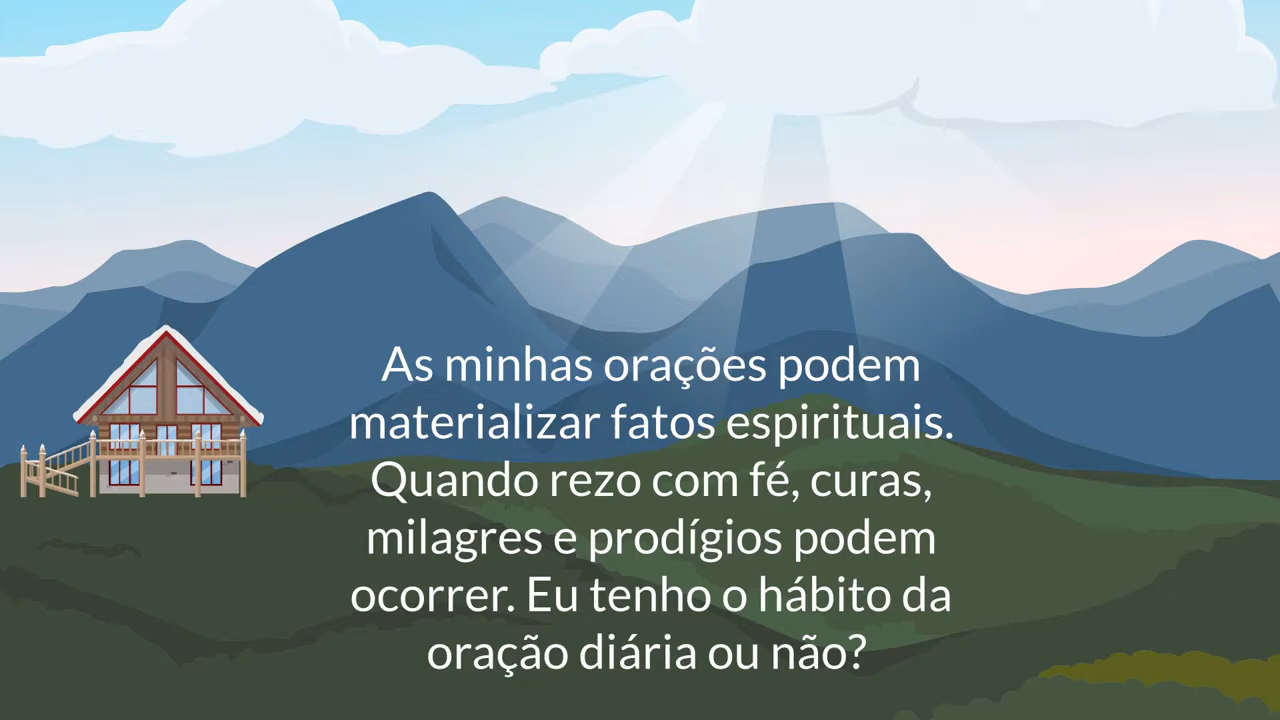 As minhas orações podem
materializar fatos espirituais.
Quando rezo com fé, curas,
milagres e prodígios podem
ocorrer. Eu tenho o hábito da
oração diária ou não?